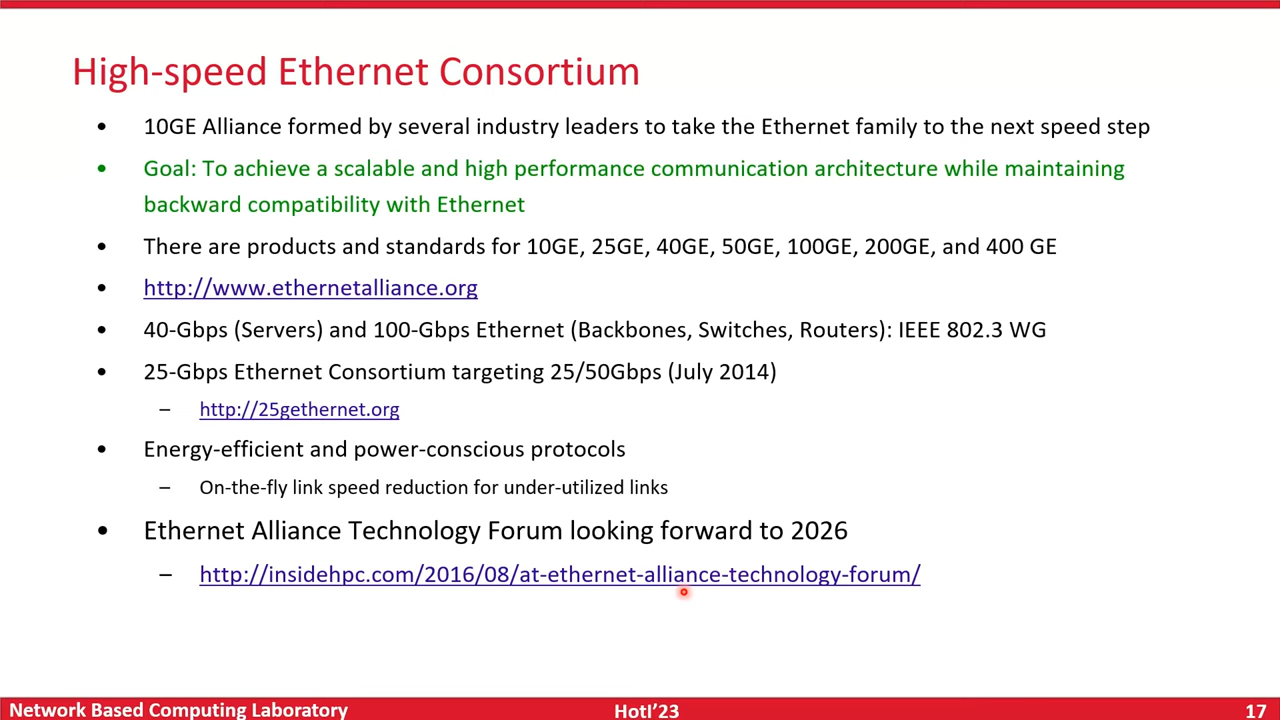 High-speed Ethernet Consortium
• 10GE Alliance formed by several industry leaders to take the Ethernet family to the next speed step
• Goal: To achieve a scalable and high performance communication architecture while maintaining
backward compatibility with Ethernet
• There are products and standards for 10GE, 25GE, 40GE, 50GE, 100GE, 200GE, and 400 GE
• http://www.ethernetalliance.org
• 40-Gbps (Servers) and 100-Gbps Ethernet (Backbones, Switches, Routers): IEEE 802.3 WG
• 25-Gbps Ethernet Consortium targeting 25/50Gbps (July 2014)
– http://25gethernet.org
• Energy-efficient and power-conscious protocols
– On-the-fly link speed reduction for under-utilized links
• Ethernet Alliance Technology Forum looking forward to 2026
– http://insidehpc.com/2016/08/at-ethernet-alliance-technology-forum/
Network Based Computing Laboratory
HotI’23
17